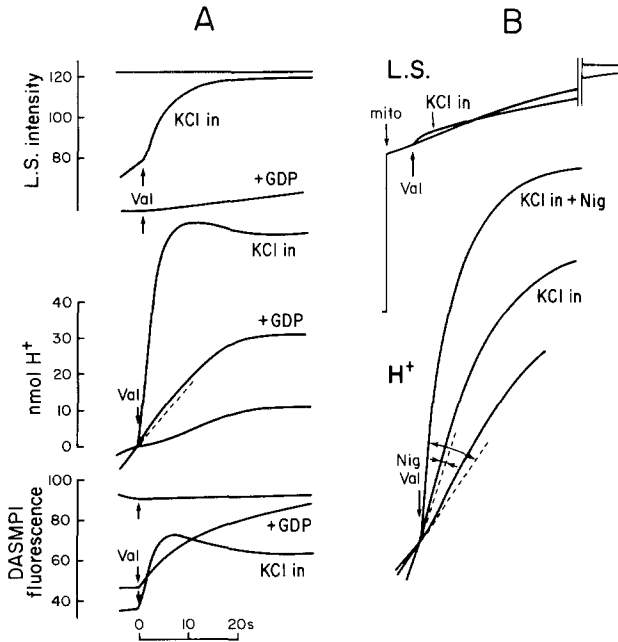 A
B
L.S. intensity
120
100
80
KCl in
Val
+GDP
KCl in
nmol H⁺
40
30
20
10
0
+GDP
Val
DASMPI
fluorescence
100
80
60
40
Val
+GDP
KCl in
0
10
20s
L.S.
mito
KCl in
Val
KCl in + Nig
KCl in
H⁺
Nig
Val